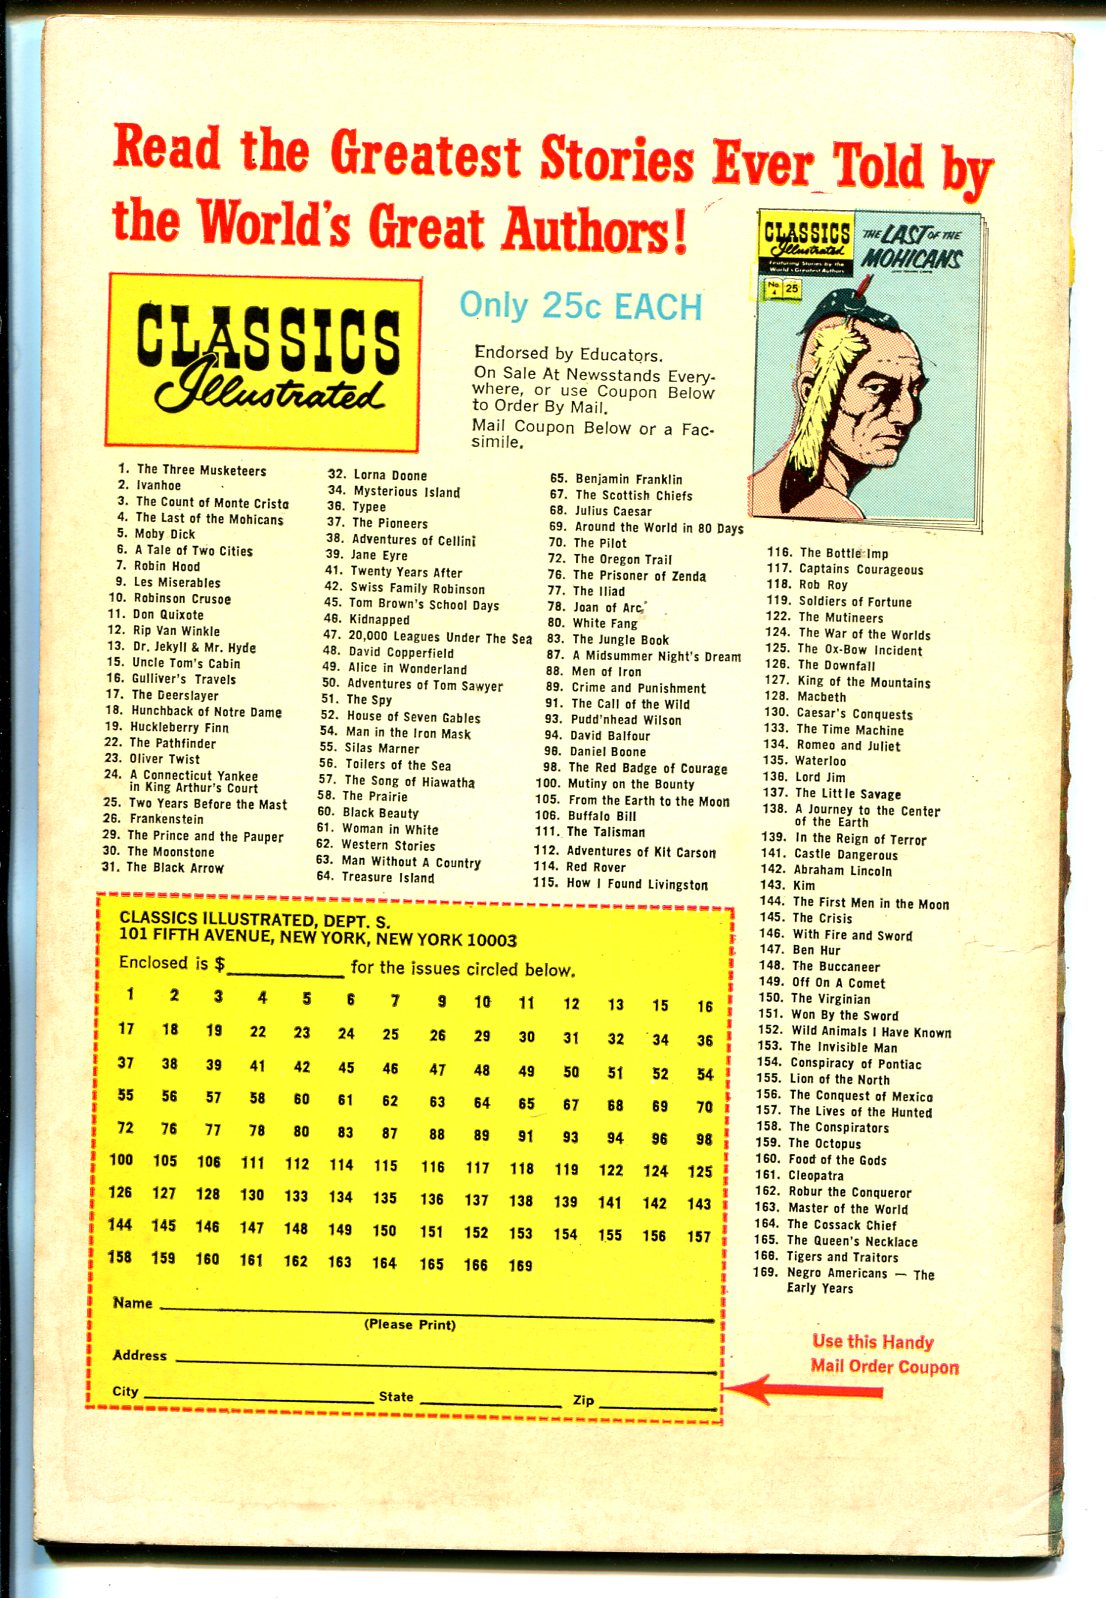 Read the Greatest Stories Ever Told by
the World's Great Authors!
CLASSICS
Illustrated
Only 25c EACH
Endorsed by Educators.
On Sale At Newsstands Every-
where, or use Coupon Below
to Order By Mail.
Mail Coupon Below or a Fac-
simile.
CLASSICS
Illustrated
Featuring Stories by the
World's Greatest Authors
No. 4
25
THE LAST OF THE
MOHICANS
1. The Three Musketeers
2. Ivanhoe
3. The Count of Monte Cristo
4. The Last of the Mohicans
5. Moby Dick
6. A Tale of Two Cities
7. Robin Hood
9. Les Miserables
10. Robinson Crusoe
11. Don Quixote
12. Rip Van Winkle
13. Dr. Jekyll & Mr. Hyde
15. Uncle Tom's Cabin
16. Gulliver's Travels
17. The Deerslayer
18. Hunchback of Notre Dame
19. Huckleberry Finn
22. The Pathfinder
23. Oliver Twist
24. A Connecticut Yankee
in King Arthur's Court
25. Two Years Before the Mast
26. Frankenstein
29. The Prince and the Pauper
30. The Moonstone
31. The Black Arrow
32. Lorna Doone
34. Mysterious Island
36. Typee
37. The Pioneers
38. Adventures of Cellini
39. Jane Eyre
41. Twenty Years After
42. Swiss Family Robinson
45. Tom Brown's School Days
46. Kidnapped
47. 20,000 Leagues Under The Sea
48. David Copperfield
49. Alice in Wonderland
50. Adventures of Tom Sawyer
51. The Spy
52. House of Seven Gables
54. Man in the Iron Mask
55. Silas Marner
56. Toilers of the Sea
57. The Song of Hiawatha
58. The Prairie
60. Black Beauty
61. Woman in White
62. Western Stories
63. Man Without A Country
64. Treasure Island
65. Benjamin Franklin
67. The Scottish Chiefs
68. Julius Caesar
69. Around the World in 80 Days
70. The Pilot
72. The Oregon Trail
76. The Prisoner of Zenda
77. The Iliad
78. Joan of Arc
80. White Fang
83. The Jungle Book
87. A Midsummer Night's Dream
88. Men of Iron
89. Crime and Punishment
91. The Call of the Wild
93. Pudd'nhead Wilson
94. David Balfour
96. Daniel Boone
98. The Red Badge of Courage
100. Mutiny on the Bounty
105. From the Earth to the Moon
106. Buffalo Bill
111. The Talisman
112. Adventures of Kit Carson
114. Red Rover
115. How I Found Livingston
116. The Bottle Imp
117. Captains Courageous
118. Rob Roy
119. Soldiers of Fortune
122. The Mutineers
124. The War of the Worlds
125. The Ox-Bow Incident
126. The Downfall
127. King of the Mountains
128. Macbeth
130. Caesar's Conquests
133. The Time Machine
134. Romeo and Juliet
135. Waterloo
136. Lord Jim
137. The Little Savage
138. A Journey to the Center
of the Earth
139. In the Reign of Terror
141. Castle Dangerous
142. Abraham Lincoln
143. Kim
144. The First Men in the Moon
145. The Crisis
146. With Fire and Sword
147. Ben Hur
148. The Buccaneer
149. Off On A Comet
150. The Virginian
151. Won By the Sword
152. Wild Animals I Have Known
153. The Invisible Man
154. Conspiracy of Pontiac
155. Lion of the North
156. The Conquest of Mexico
157. The Lives of the Hunted
158. The Conspirators
159. The Octopus
160. Food of the Gods
161. Cleopatra
162. Robur the Conqueror
163. Master of the World
164. The Cossack Chief
165. The Queen's Necklace
166. Tigers and Traitors
169. Negro Americans — The
Early Years
CLASSICS ILLUSTRATED, DEPT. S.
101 FIFTH AVENUE, NEW YORK, NEW YORK 10003
Enclosed is $ for the issues circled below.
1 2 3 4 5 6 7 9 10 11 12 13 15 16
17 18 19 22 23 24 25 26 29 30 31 32 34 36
37 38 39 41 42 45 46 47 48 49 50 51 52 54
55 56 57 58 60 61 62 63 64 65 67 68 69 70
72 76 77 78 80 83 87 88 89 91 93 94 96 98
100 105 106 111 112 114 115 116 117 118 119 122 124 125
126 127 128 130 133 134 135 136 137 138 139 141 142 143
144 145 146 147 148 149 150 151 152 153 154 155 156 157
158 159 160 161 162 163 164 165 166 169
Name
(Please Print)
Address
City State Zip
Use this Handy
Mail Order Coupon